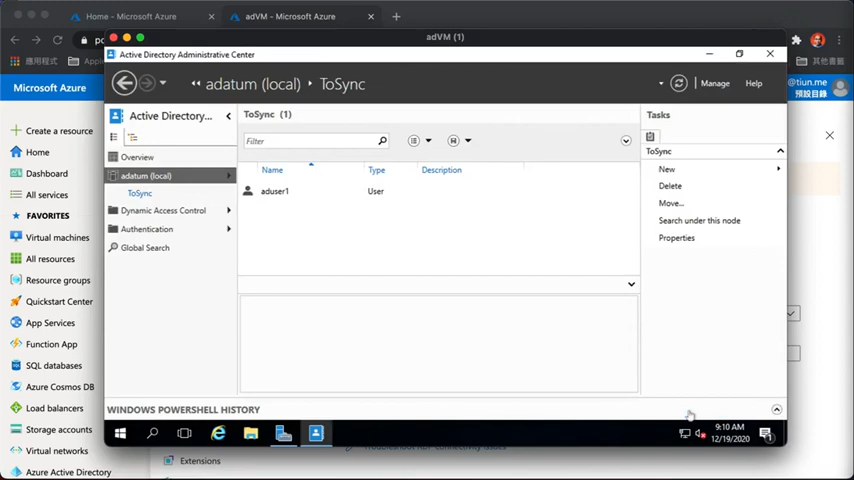 Home - Microsoft Azure
adVM - Microsoft Azure
adVM (1)
應用程式
其他書籤
Active Directory Administrative Center
adatum (local)
ToSync
Manage
Help
Microsoft Azure
@tiun.me
預設目錄
Create a resource
Home
Dashboard
All services
FAVORITES
Virtual machines
All resources
Resource groups
Quickstart Center
App Services
Function App
SQL databases
Azure Cosmos DB
Load balancers
Storage accounts
Virtual networks
Azure Active Directory
Active Directory...
Overview
adatum (local)
ToSync
Dynamic Access Control
Authentication
Global Search
ToSync (1)
Filter
Name
Type
Description
aduser1
User
Tasks
ToSync
New
Delete
Move...
Search under this node
Properties
WINDOWS POWERSHELL HISTORY
9:10 AM
12/19/2020
Extensions